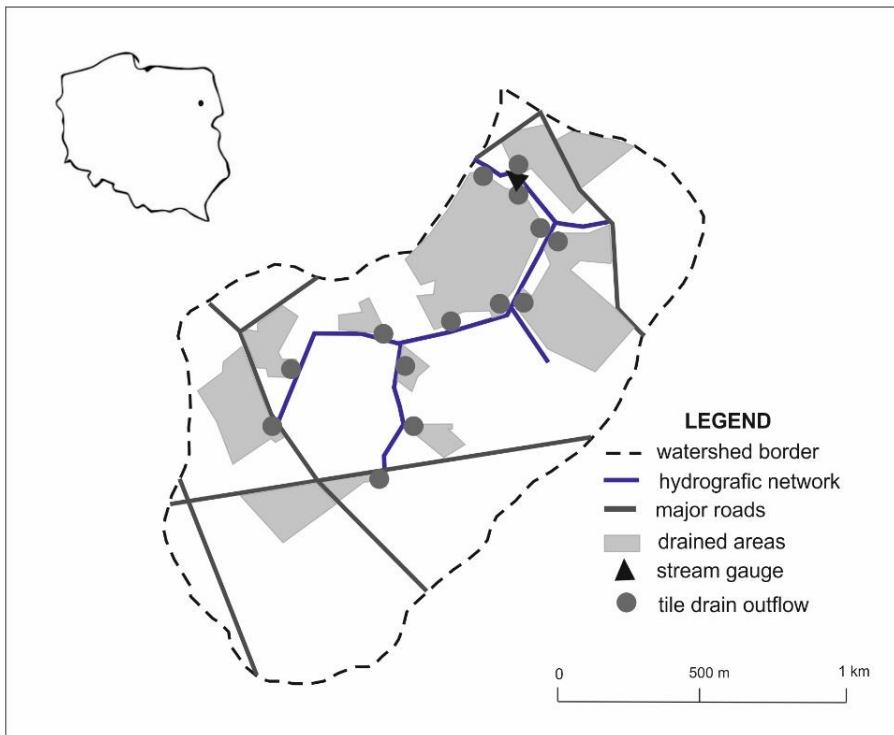 LEGEND
watershed border
hydrografic network
major roads
drained areas
stream gauge
tile drain outflow
0 500 m 1 km